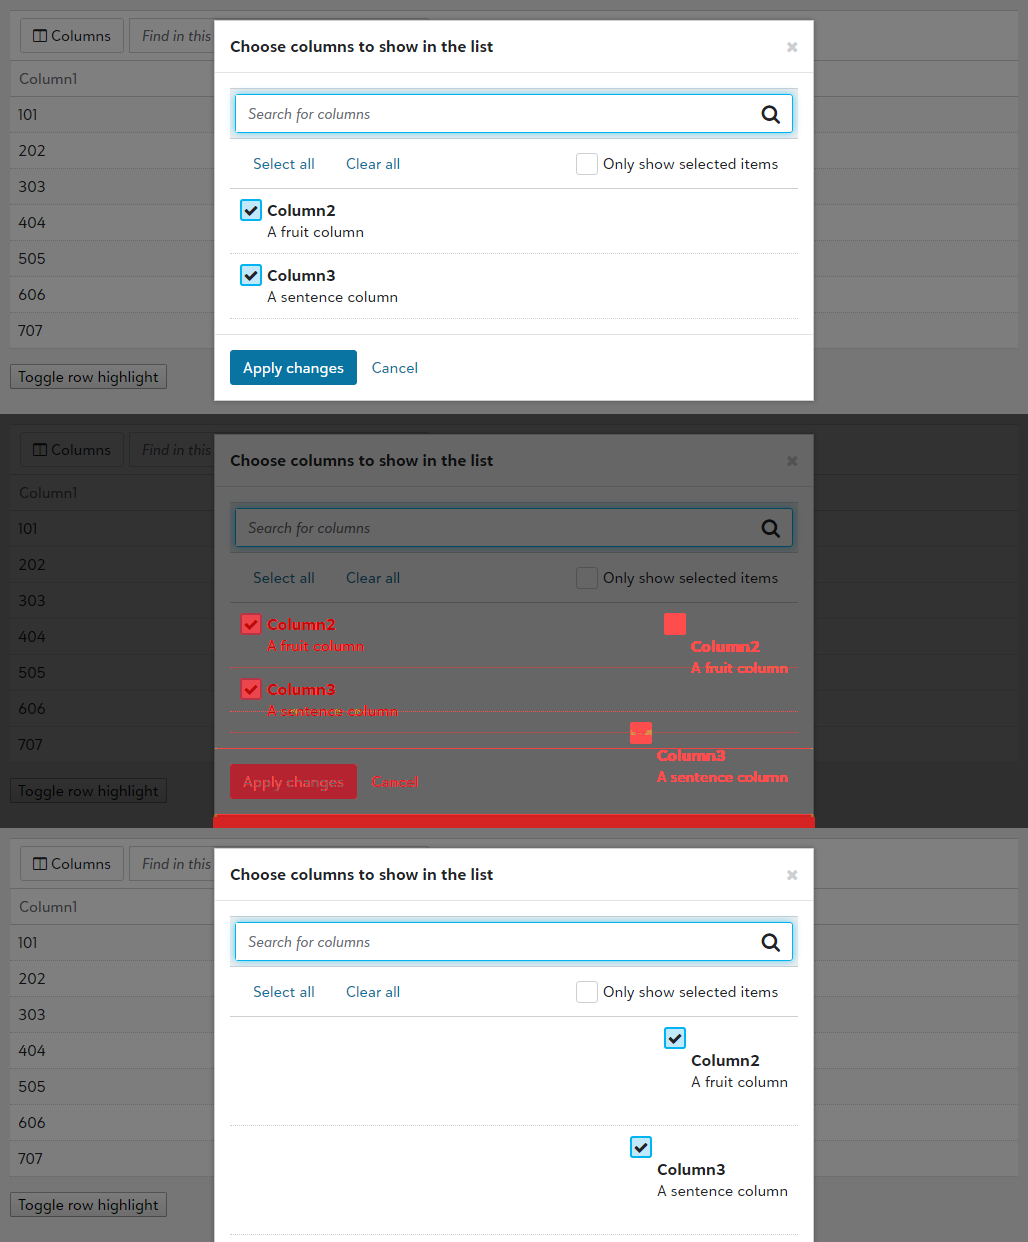 Columns Find in this
Choose columns to show in the list
Column1
Search for columns
101
Select all Clear all Only show selected items
202
303
Column2
404
A fruit column
505
Column3
606
A sentence column
707
Apply changes Cancel
Toggle row highlight
Columns Find in this
Choose columns to show in the list
Column1
Search for columns
101
Select all Clear all Only show selected items
202
303
Column2
404
A fruit column
Column2
A fruit column
505
Column3
606
A sentence column
707
Column3
A sentence column
Apply changes Cancel
Toggle row highlight
Columns Find in this
Choose columns to show in the list
Column1
Search for columns
101
Select all Clear all Only show selected items
202
303
404
Column2
A fruit column
505
606
707
Column3
A sentence column
Toggle row highlight